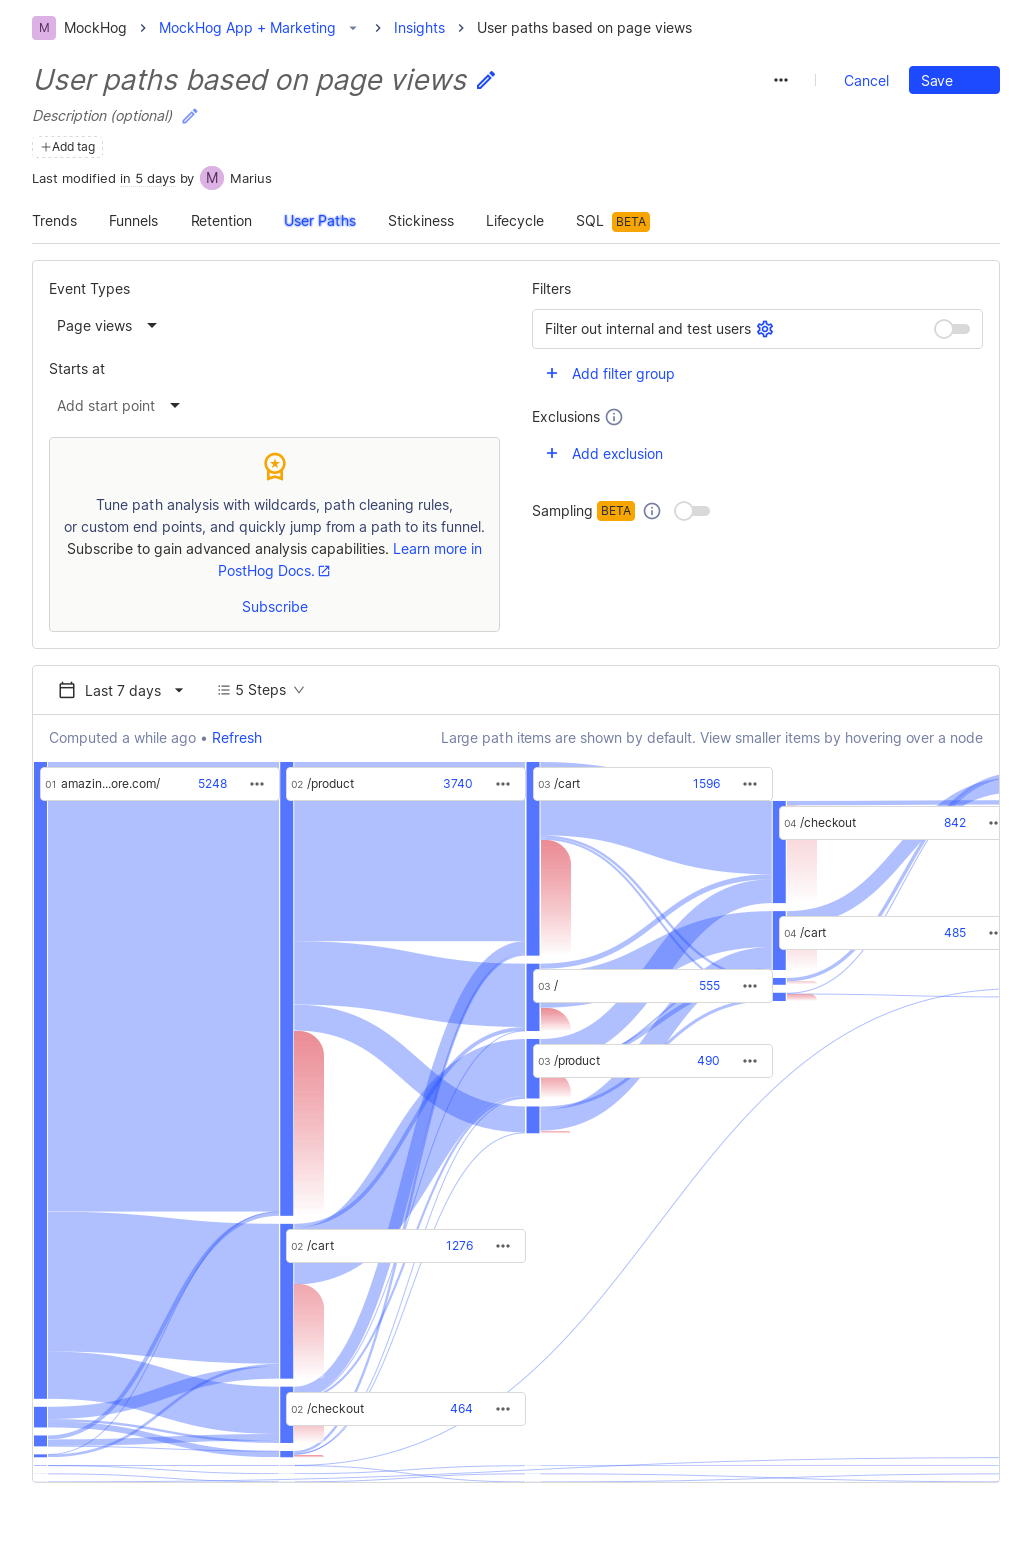 M MockHog > MockHog App + Marketing > Insights > User paths based on page views
User paths based on page views
Cancel
Save
Description (optional)
+Add tag
Last modified in 5 days by M Marius
Trends Funnels Retention User Paths Stickiness Lifecycle SQL BETA
Event Types
Page views
Starts at
Add start point
Tune path analysis with wildcards, path cleaning rules,
or custom end points, and quickly jump from a path to its funnel.
Subscribe to gain advanced analysis capabilities. Learn more in
PostHog Docs.
Subscribe
Filters
Filter out internal and test users
+ Add filter group
Exclusions
+ Add exclusion
Sampling BETA
Last 7 days 5 Steps
Computed a while ago • Refresh
Large path items are shown by default. View smaller items by hovering over a node
01 amazin...ore.com/ 5248
02 /product 3740
03 /cart 1596
04 /checkout 842
04 /cart 485
03 / 555
03 /product 490
02 /cart 1276
02 /checkout 464